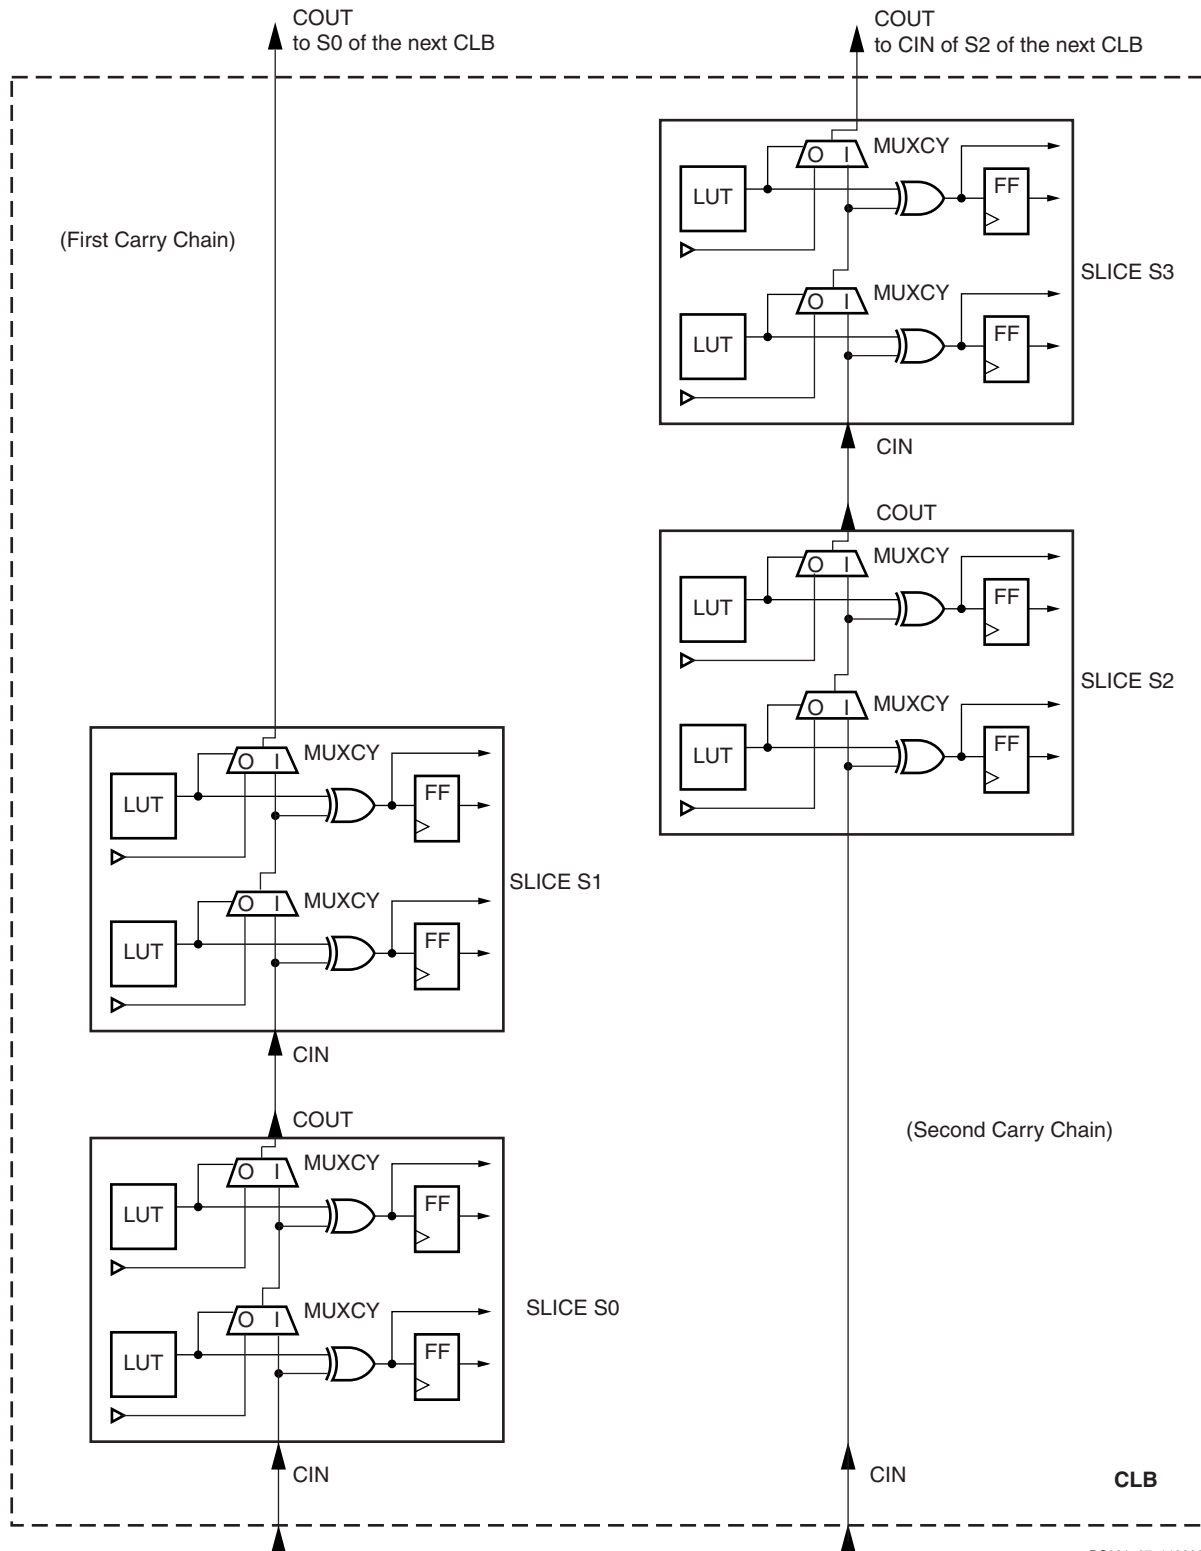 COUT
to S0 of the next CLB
COUT
to CIN of S2 of the next CLB
(First Carry Chain)
O I MUXCY
LUT
FF
SLICE S3
O I MUXCY
LUT
FF
CIN
COUT
O I MUXCY
LUT
FF
SLICE S2
O I MUXCY
LUT
FF
O I MUXCY
LUT
FF
SLICE S1
O I MUXCY
LUT
FF
CIN
COUT
(Second Carry Chain)
O I MUXCY
LUT
FF
SLICE S0
O I MUXCY
LUT
FF
CIN
CIN
CLB